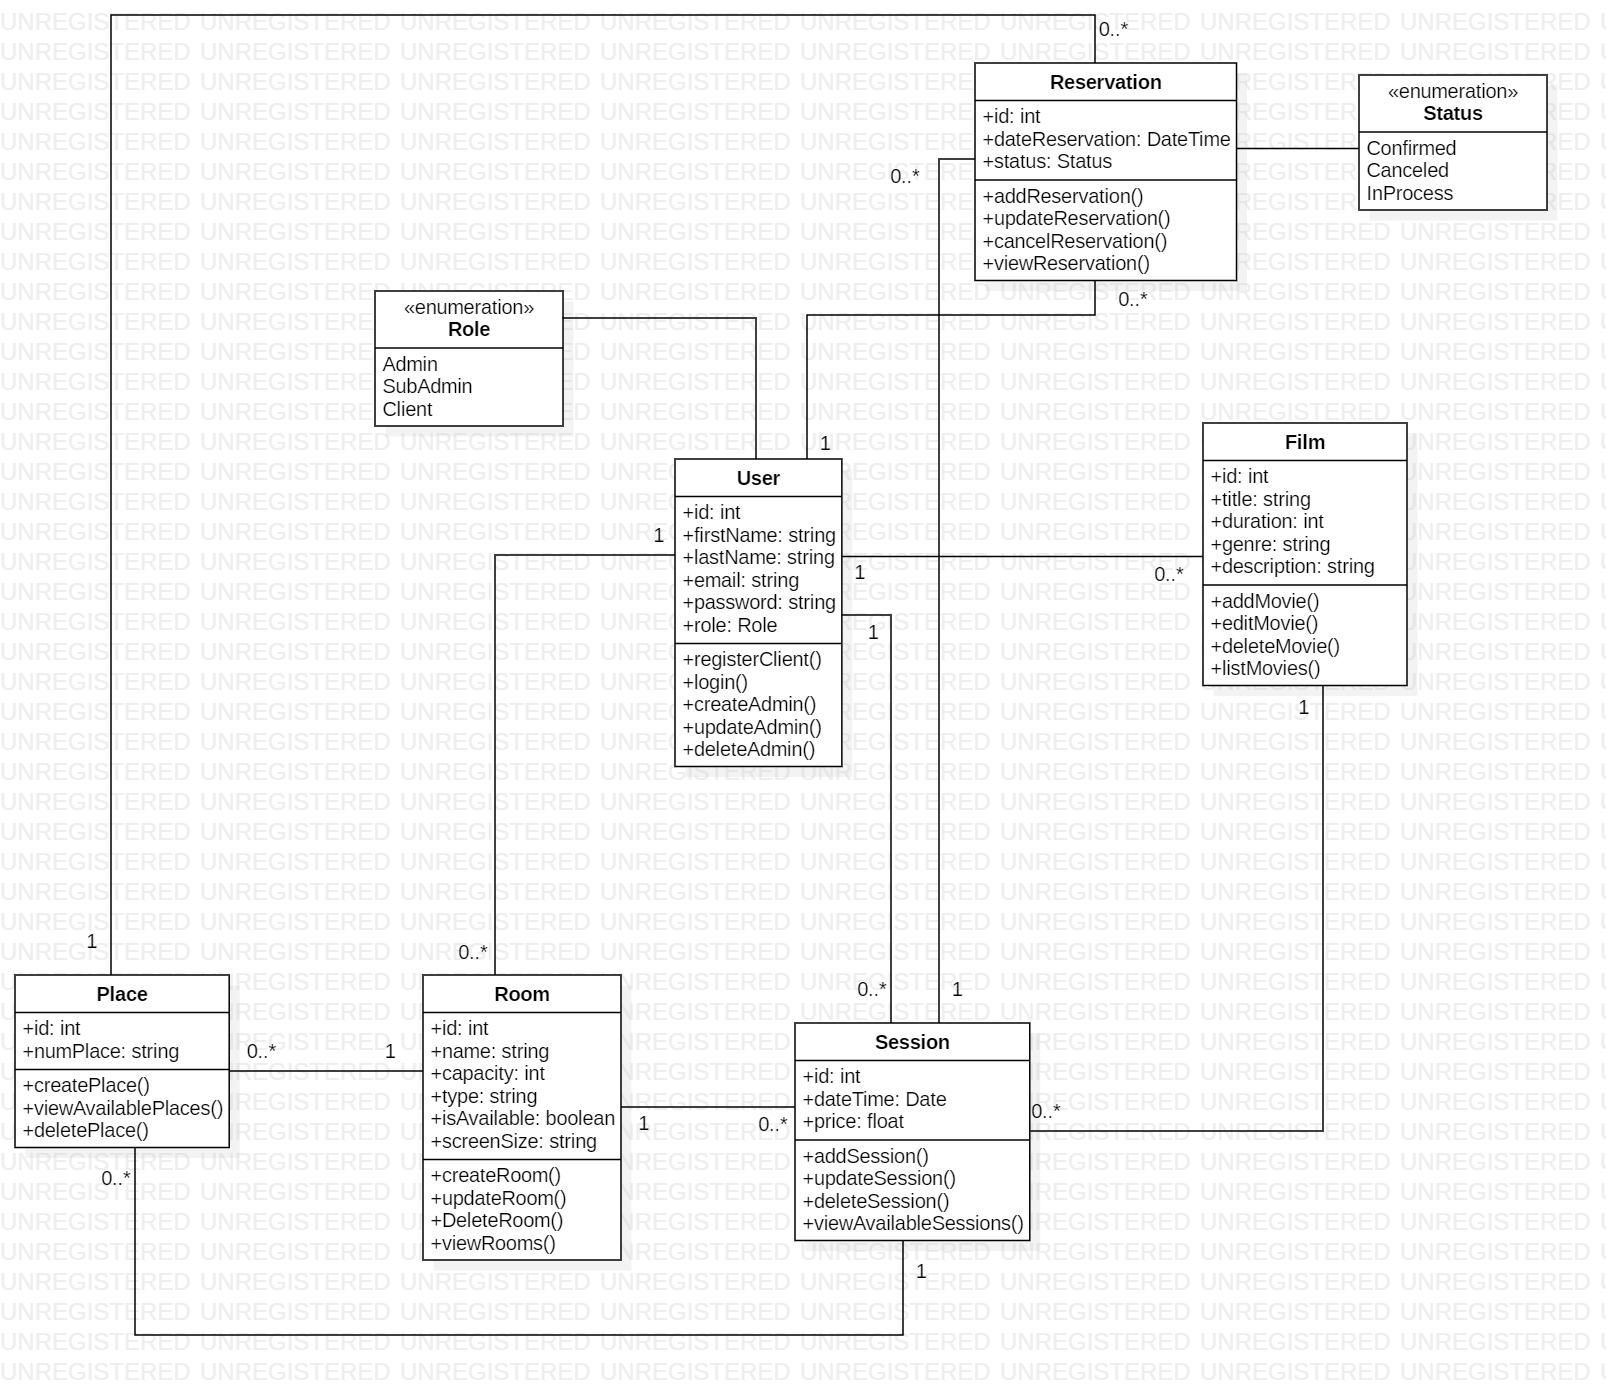 0..*
Reservation
+id: int
+dateReservation: DateTime
+status: Status
+addReservation()
+updateReservation()
+cancelReservation()
+viewReservation()
«enumeration»
Status
Confirmed
Canceled
InProcess
0..*
0..*
«enumeration»
Role
Admin
SubAdmin
Client
1
User
+id: int
+firstName: string
+lastName: string
+email: string
+password: string
+role: Role
+registerClient()
+login()
+createAdmin()
+updateAdmin()
+deleteAdmin()
1
1
0..*
1
Film
+id: int
+title: string
+duration: int
+genre: string
+description: string
+addMovie()
+editMovie()
+deleteMovie()
+listMovies()
1
1
0..*
0..*
1
Place
+id: int
+numPlace: string
+createPlace()
+viewAvailablePlaces()
+deletePlace()
0..*
1
0..*
Room
+id: int
+name: string
+capacity: int
+type: string
+isAvailable: boolean
+screenSize: string
+createRoom()
+updateRoom()
+DeleteRoom()
+viewRooms()
1
0..*
Session
+id: int
+dateTime: Date
+price: float
+addSession()
+updateSession()
+deleteSession()
+viewAvailableSessions()
0..*
1
UNREGISTERED